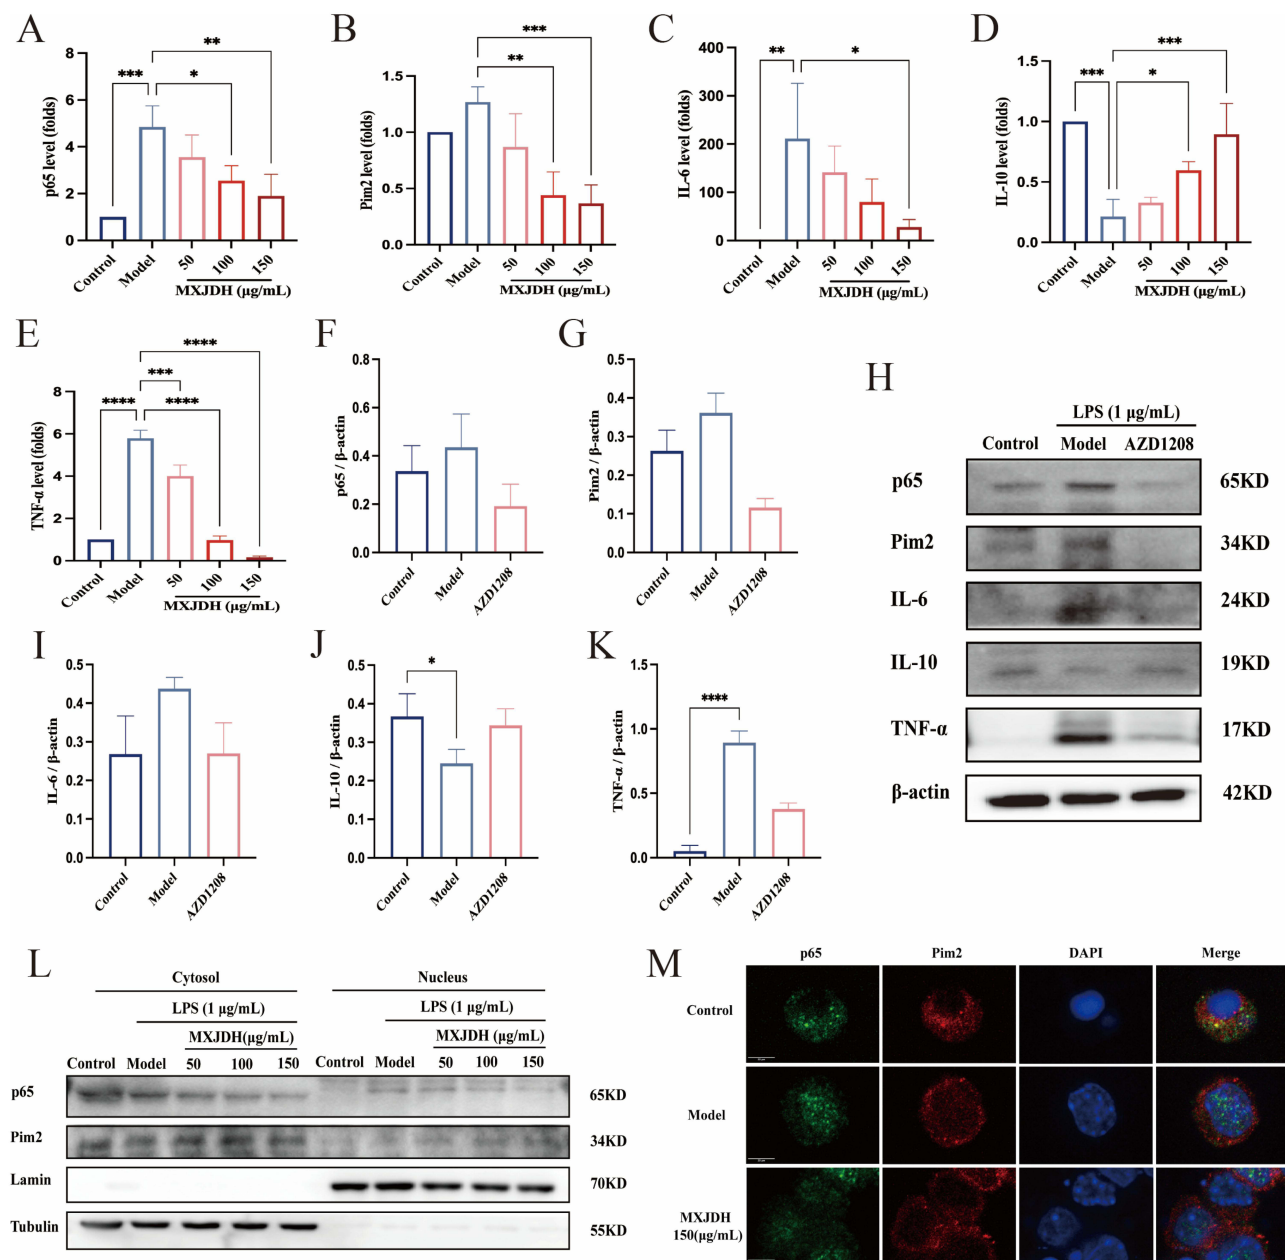 A
p65 level (folds)
8
6
4
2
0
***
**
*
Control
Model
50
100
150
MXJDH (μg/mL)
B
Pim2 level (folds)
1.5
1.0
0.5
0.0
***
**
Control
Model
50
100
150
MXJDH (μg/mL)
C
IL-6 level (folds)
400
300
200
100
0
**
*
Control
Model
50
100
150
MXJDH (μg/mL)
D
IL-10 level (folds)
1.5
1.0
0.5
0.0
***
***
*
Control
Model
50
100
150
MXJDH (μg/mL)
E
TNF-α level (folds)
8
6
4
2
0
****
***
****
****
Control
Model
50
100
150
MXJDH (μg/mL)
F
p65 / β-actin
0.8
0.6
0.4
0.2
0.0
Control
Model
AZD1208
G
Pim2 / β-actin
0.5
0.4
0.3
0.2
0.1
0.0
Control
Model
AZD1208
H
LPS (1 μg/mL)
Control Model AZD1208
p65 65KD
Pim2 34KD
IL-6 24KD
IL-10 19KD
TNF-α 17KD
β-actin 42KD
I
IL-6 / β-actin
0.5
0.4
0.3
0.2
0.1
0.0
Control
Model
AZD1208
J
IL-10 / β-actin
0.5
0.4
0.3
0.2
0.1
0.0
*
Control
Model
AZD1208
K
TNF-α / β-actin
1.5
1.0
0.5
0.0
****
Control
Model
AZD1208
L
Cytosol Nucleus
LPS (1 μg/mL) LPS (1 μg/mL)
MXJDH(μg/mL) MXJDH(μg/mL)
Control Model 50 100 150 Control Model 50 100 150
p65 65KD
Pim2 34KD
Lamin 70KD
Tubulin 55KD
M
p65 Pim2 DAPI Merge
Control
Model
MXJDH
150(μg/mL)